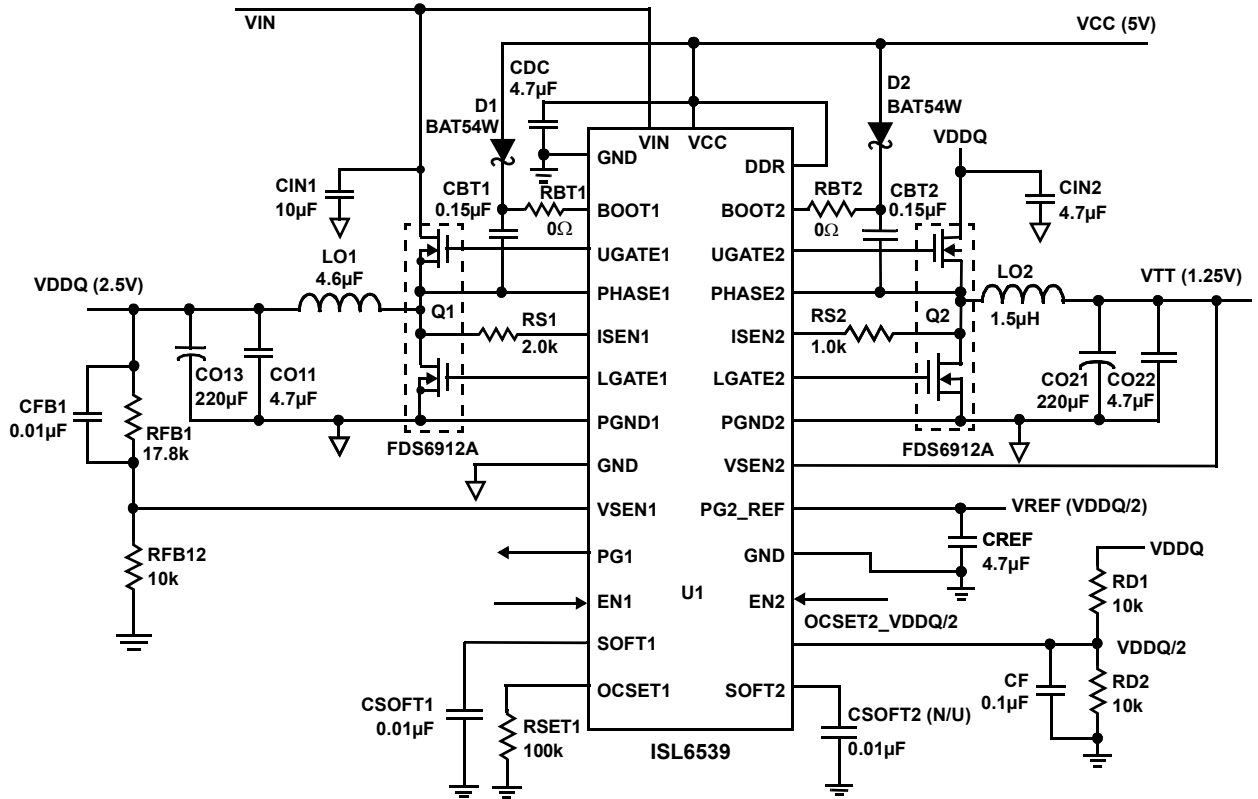 VIN
VCC (5V)
CDC
4.7µF
D1
BAT54W
D2
BAT54W
VDDQ
CIN1
10µF
CBT1
0.15µF
RBT1
0Ω
RBT2
0Ω
CBT2
0.15µF
CIN2
4.7µF
VIN
VCC
GND
DDR
BOOT1
BOOT2
UGATE1
UGATE2
PHASE1
PHASE2
ISEN1
ISEN2
LGATE1
LGATE2
PGND1
PGND2
GND
VSEN2
VSEN1
PG2_REF
PG1
GND
U1
EN1
EN2
SOFT1
OCSET1
SOFT2
ISL6539
VDDQ (2.5V)
LO1
4.6µF
Q1
RS1
2.0k
RS2
1.0k
Q2
LO2
1.5µH
VTT (1.25V)
CFB1
0.01µF
RFB1
17.8k
CO13
220µF
CO11
4.7µF
FDS6912A
FDS6912A
CO21
220µF
CO22
4.7µF
RFB12
10k
VREF (VDDQ/2)
CREF
4.7µF
VDDQ
RD1
10k
OCSET2_VDDQ/2
VDDQ/2
CF
0.1µF
RD2
10k
CSOFT1
0.01µF
RSET1
100k
CSOFT2 (N/U)
0.01µF